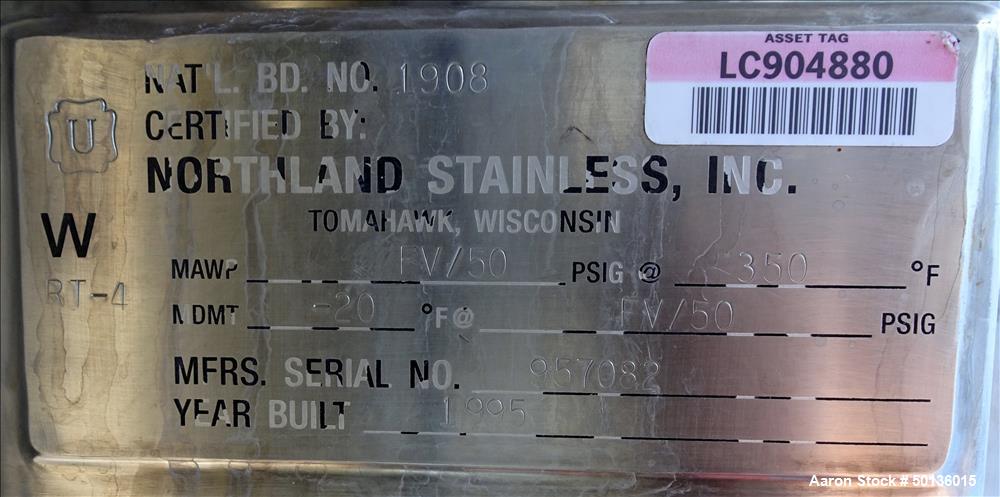 ASSET TAG
LC904880
NAT'L. BD. NO. 1908
U
CERTIFIED BY:
NORTHLAND STAINLESS, INC.
TOMAHAWK, WISCONSIN
W
MAWP FV/50 PSIG @ 350 °F
RT-4
MDMT -20 °F@ FV/50 PSIG
MFRS. SERIAL NO. 957082
YEAR BUILT 1995
Aaron Stock # 50136015